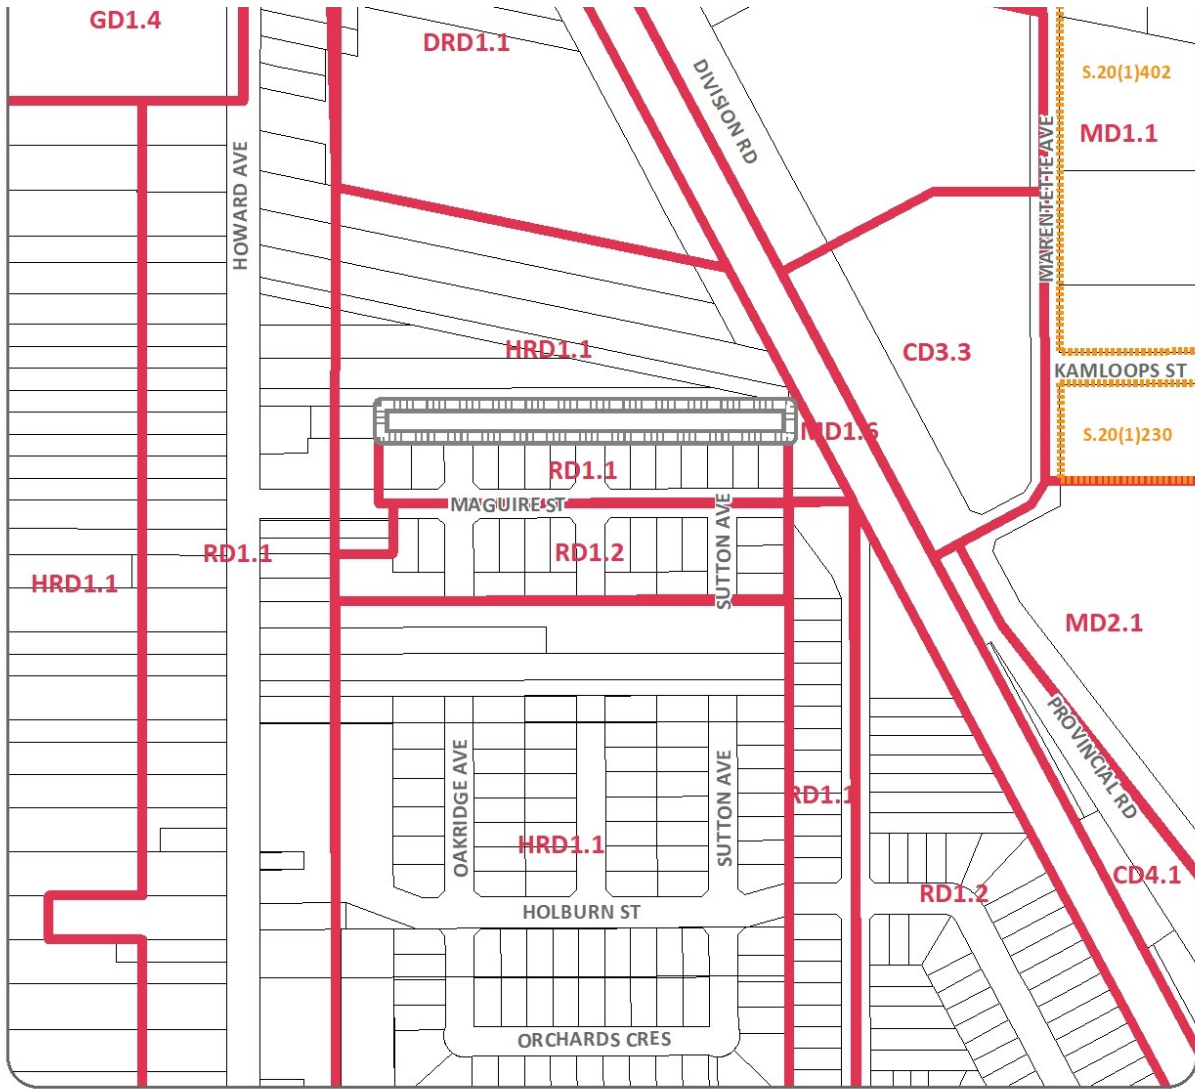 GD1.4
DRD1.1
DIVISION RD
S.20(1)402
MD1.1
HOWARD AVE
MARENTETTE AVE
HRD1.1
CD3.3
KAMLOOPS ST
MD1.6
S.20(1)230
RD1.1
MAGUIRE ST
SUTTON AVE
RD1.1
RD1.2
HRD1.1
MD2.1
OAKRIDGE AVE
SUTTON AVE
PROVINCIAL RD
RD1.1
HRD1.1
CD4.1
RD1.2
HOLBURN ST
ORCHARDS CRES